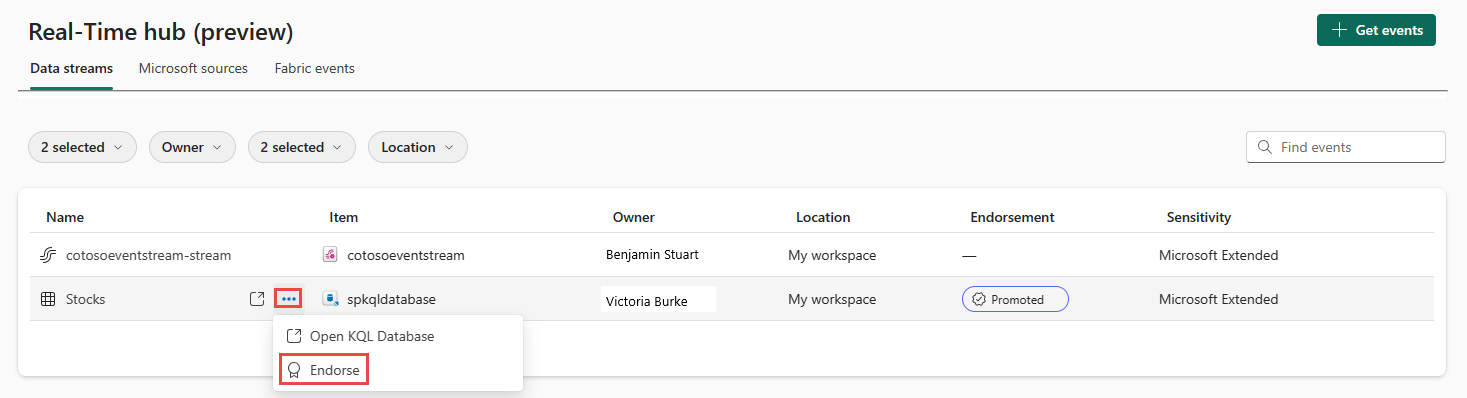 Real-Time hub (preview)
Get events
Data streams Microsoft sources Fabric events
2 selected Owner 2 selected Location Find events
Name Item Owner Location Endorsement Sensitivity
cotosoeventstream-stream cotosoeventstream Benjamin Stuart My workspace — Microsoft Extended
Stocks spkqldatabase Victoria Burke My workspace Promoted Microsoft Extended
Open KQL Database
Endorse